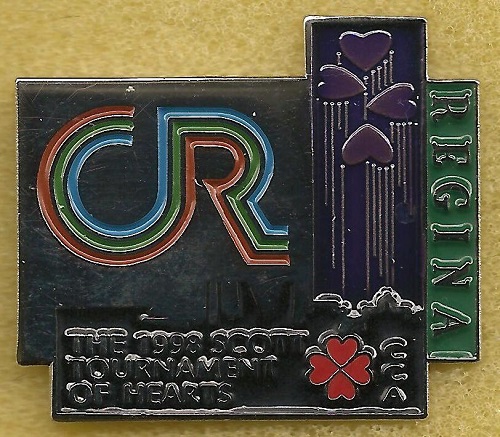 CR
REGINA
THE 1998 SCOTT
TOURNAMENT
OF HEARTS